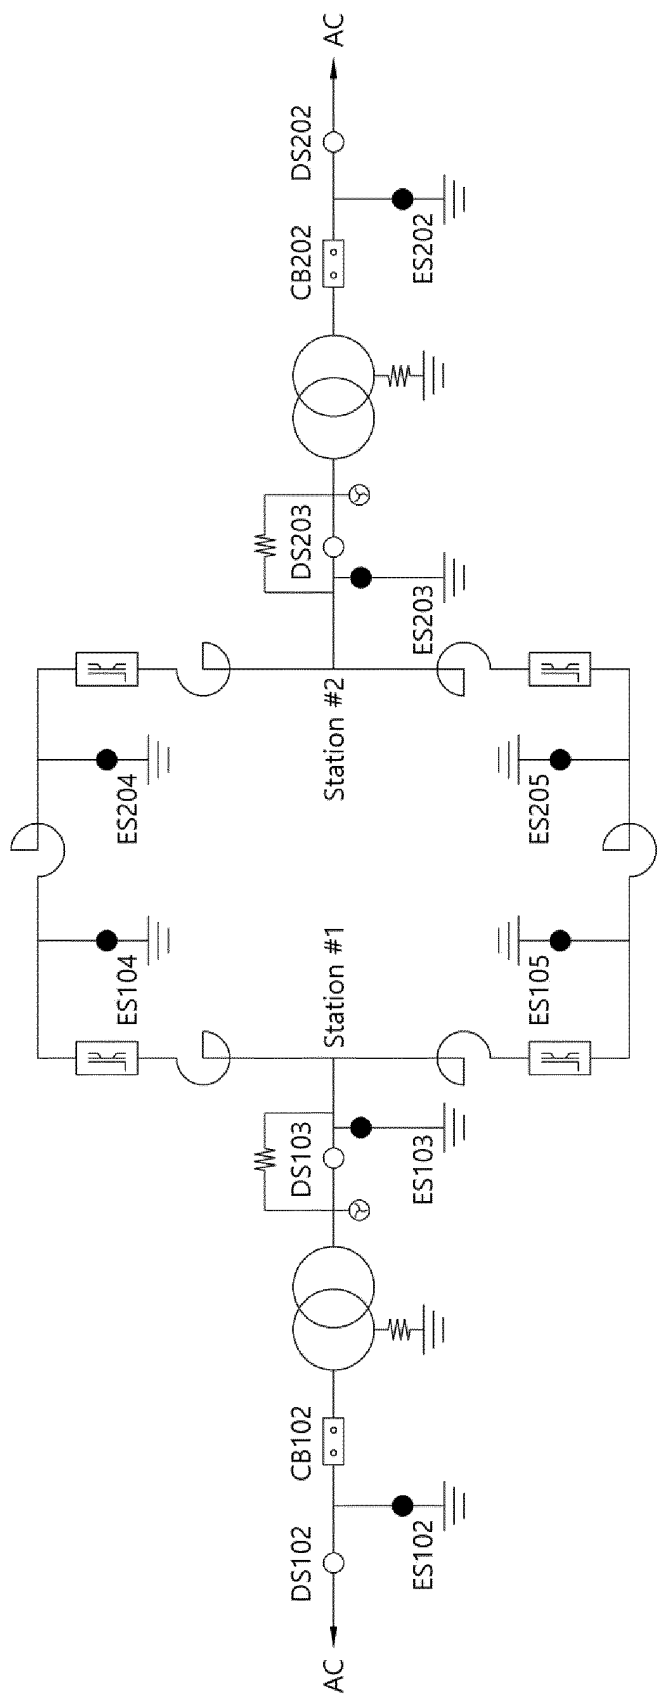 AC
DS102
ES102
CB102
DS103
ES103
Station #1
ES104
ES105
ES204
ES205
Station #2
DS203
ES203
CB202
ES202
DS202
AC